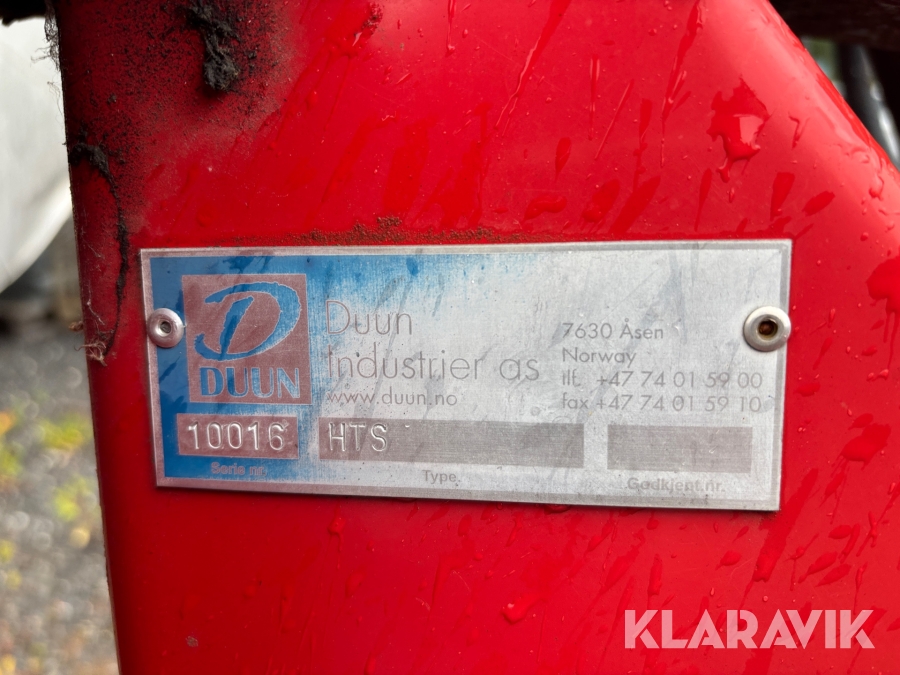 DUUN
Duun
Industrier as
www.duun.no
7630 Åsen
Norway
tlf. +47 74 01 59 00
fax +47 74 01 59 10
10016
HTS
Serie nr.
Type.
Godkjent.nr.
KLARAVIK